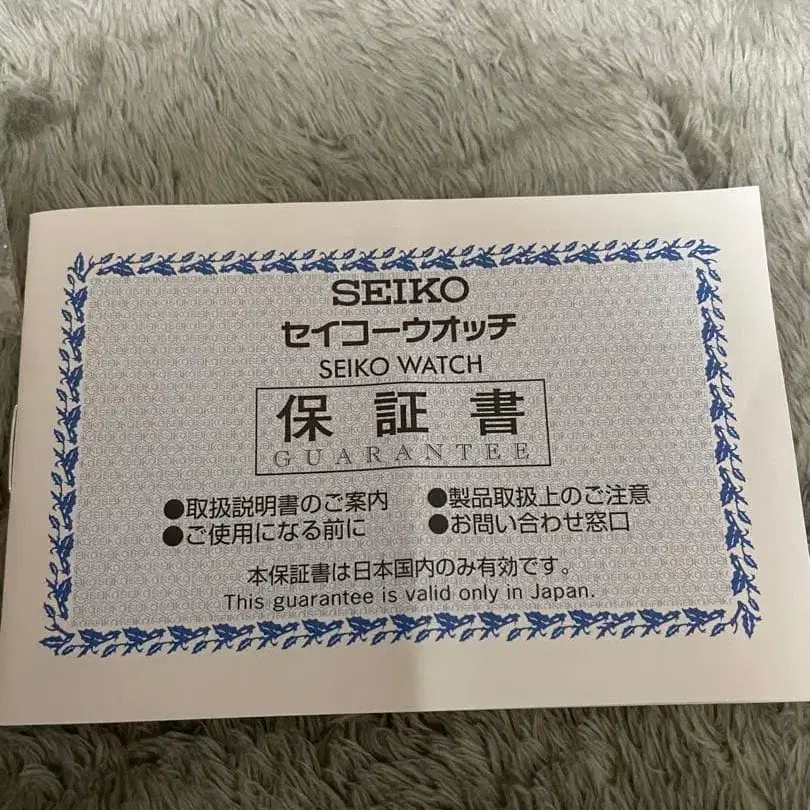 SEIKO
セイコーウオッチ
SEIKO WATCH
保証書
GUARANTEE
●取扱説明書のご案内 ●製品取扱上のご注意
●ご使用になる前に ●お問い合わせ窓口
本保証書は日本国内のみ有効です。
This guarantee is valid only in Japan.